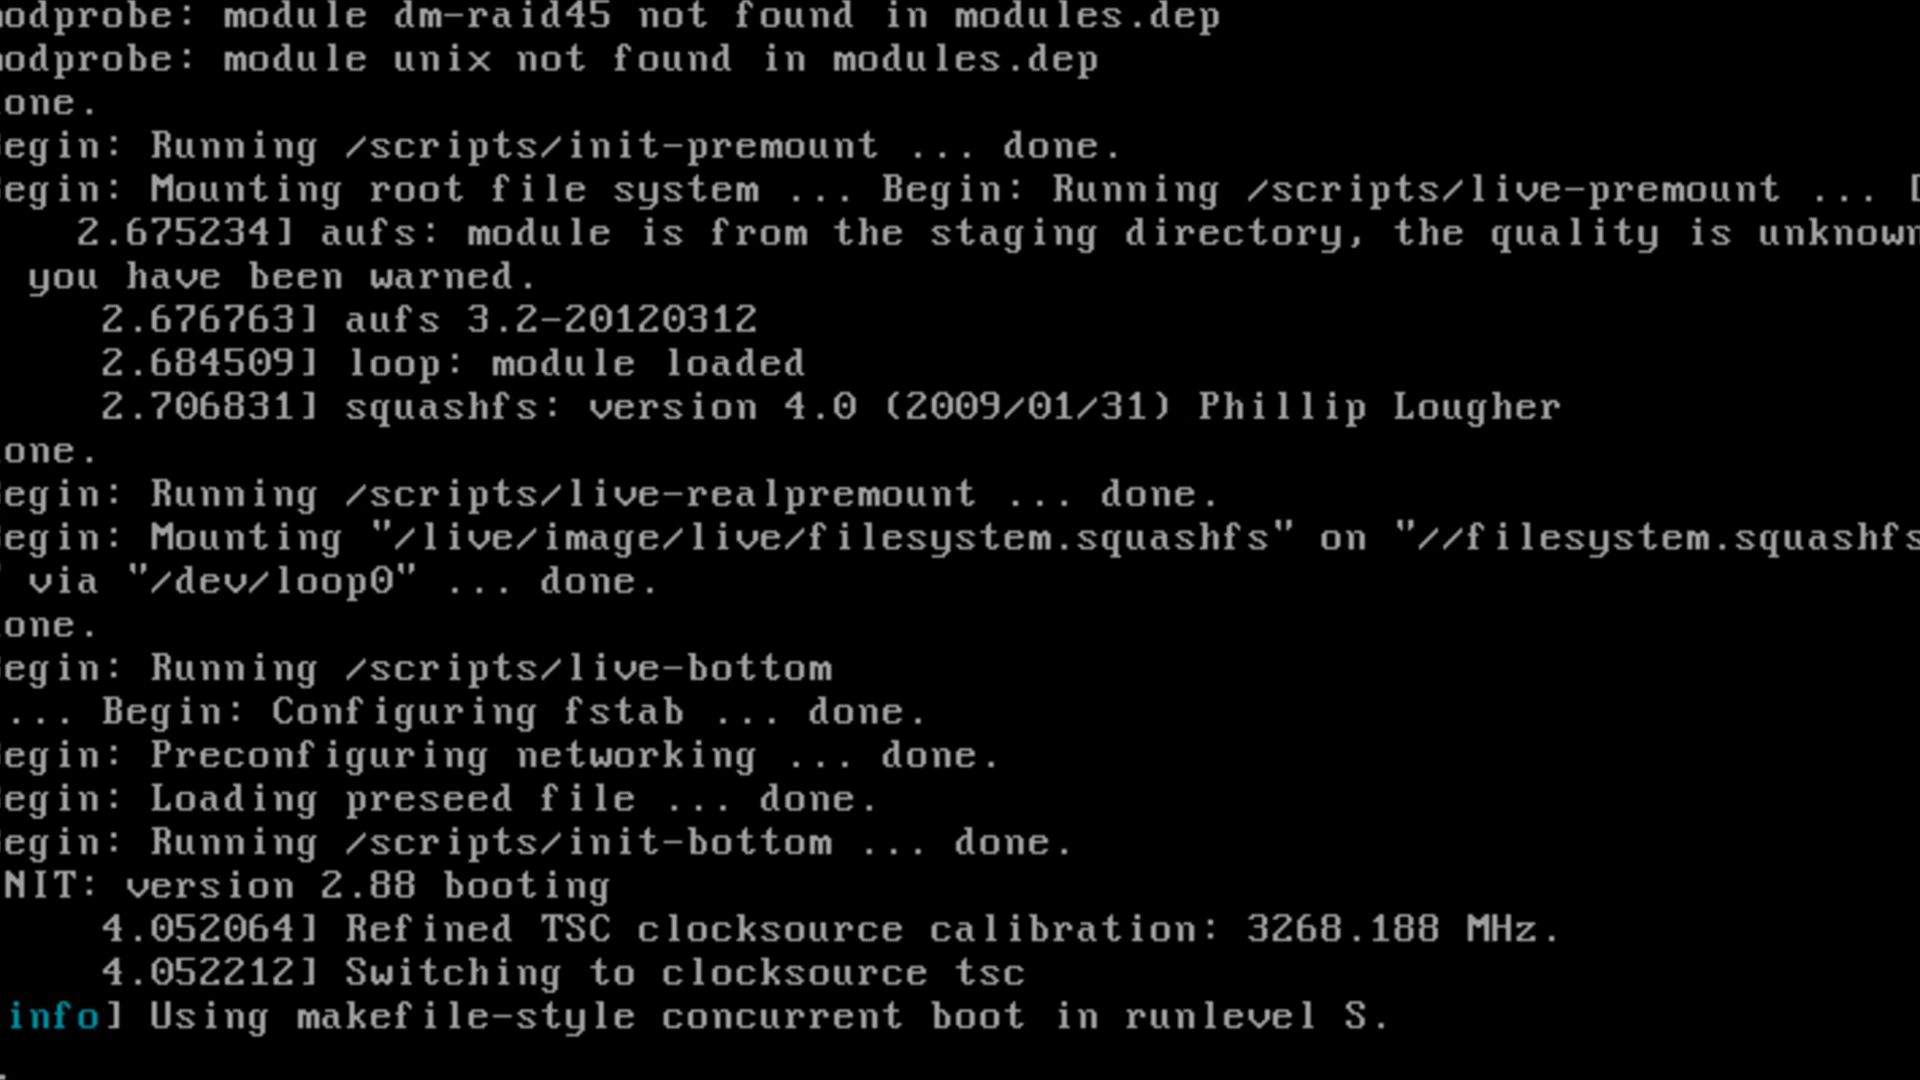 odprobe: module dm-raid45 not found in modules.dep
odprobe: module unix not found in modules.dep
one.
egin: Running /scripts/init-premount ... done.
egin: Mounting root file system ... Begin: Running /scripts/live-premount ... [
2.675234] aufs: module is from the staging directory, the quality is unknown
you have been warned.
2.676763] aufs 3.2-20120312
2.684509] loop: module loaded
2.706831] squashfs: version 4.0 (2009/01/31) Phillip Lougher
one.
egin: Running /scripts/live-realpremount ... done.
egin: Mounting "/live/image/live/filesystem.squashfs" on "//filesystem.squashfs
" via "/dev/loop0" ... done.
one.
egin: Running /scripts/live-bottom
... Begin: Configuring fstab ... done.
egin: Preconfiguring networking ... done.
egin: Loading preseed file ... done.
egin: Running /scripts/init-bottom ... done.
NIT: version 2.88 booting
4.052064] Refined TSC clocksource calibration: 3268.188 MHz.
4.052212] Switching to clocksource tsc
info] Using makefile-style concurrent boot in runlevel S.